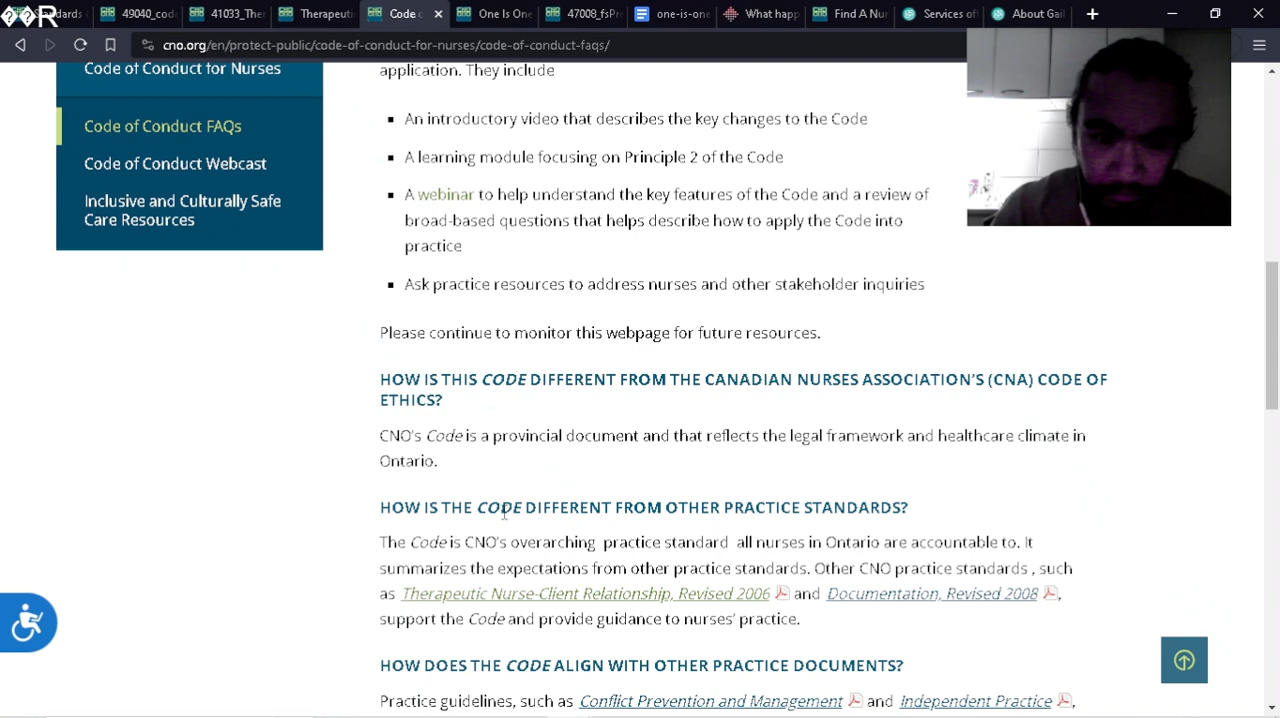 ��R
Standards
49040_cod
41033_The
Therapeuti
Code o
One Is One
47008_fsPr
one-is-one
What happ
Find A Nur
Services of
About Gail
cno.org/en/protect-public/code-of-conduct-for-nurses/code-of-conduct-faqs/
Code of Conduct for Nurses
Code of Conduct FAQs
Code of Conduct Webcast
Inclusive and Culturally Safe
Care Resources
application. They include
An introductory video that describes the key changes to the Code
A learning module focusing on Principle 2 of the Code
A webinar to help understand the key features of the Code and a review of
broad-based questions that helps describe how to apply the Code into
practice
Ask practice resources to address nurses and other stakeholder inquiries
Please continue to monitor this webpage for future resources.
HOW IS THIS CODE DIFFERENT FROM THE CANADIAN NURSES ASSOCIATION'S (CNA) CODE OF
ETHICS?
CNO's Code is a provincial document and that reflects the legal framework and healthcare climate in
Ontario.
HOW IS THE CODE DIFFERENT FROM OTHER PRACTICE STANDARDS?
The Code is CNO's overarching practice standard all nurses in Ontario are accountable to. It
summarizes the expectations from other practice standards. Other CNO practice standards , such
as Therapeutic Nurse-Client Relationship, Revised 2006 and Documentation, Revised 2008,
support the Code and provide guidance to nurses' practice.
HOW DOES THE CODE ALIGN WITH OTHER PRACTICE DOCUMENTS?
Practice guidelines, such as Conflict Prevention and Management and Independent Practice,